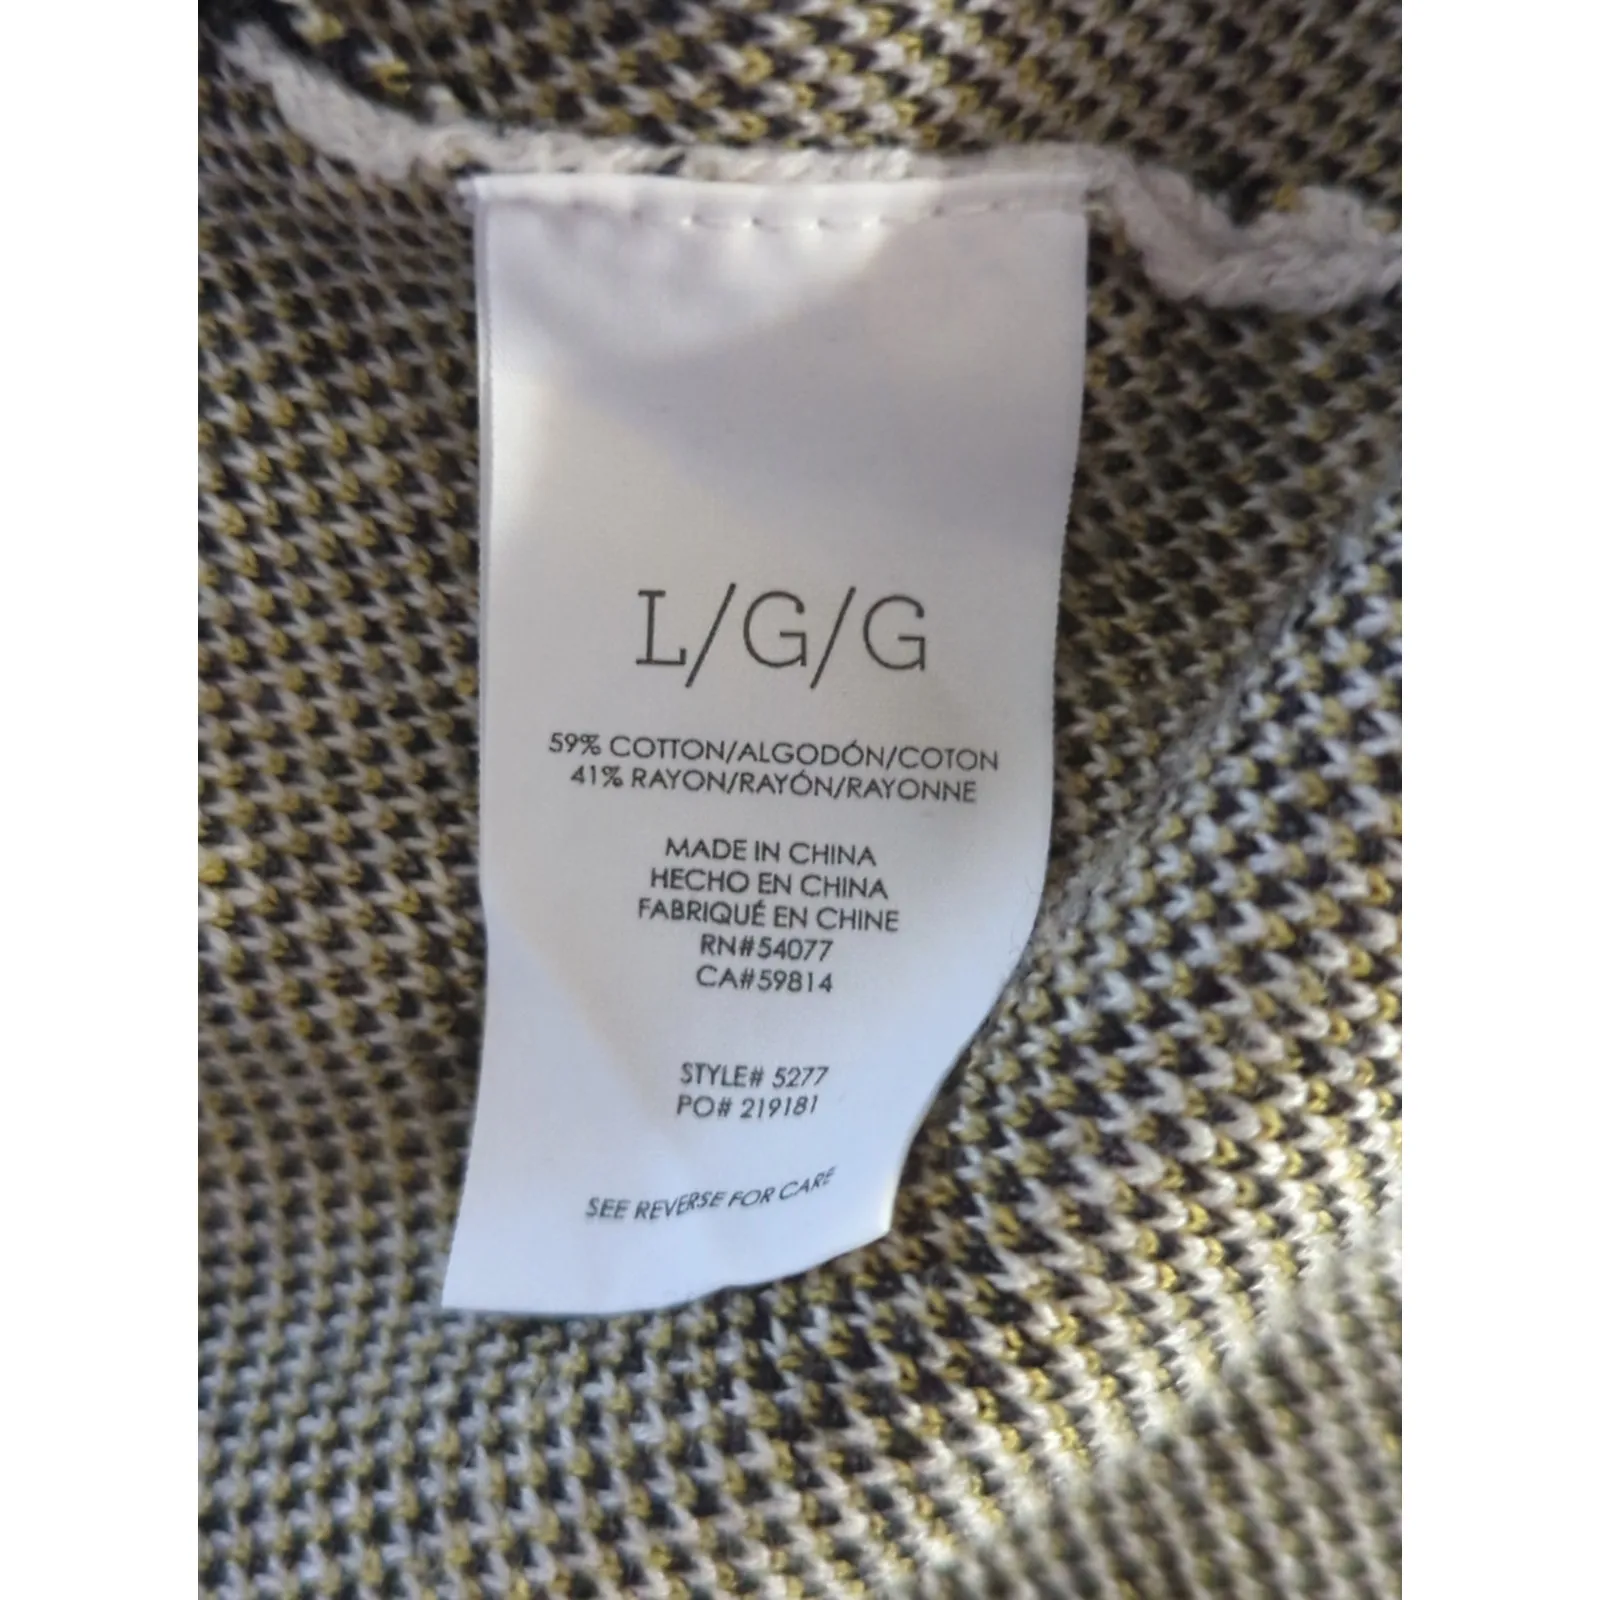 L/G/G
59% COTTON/ALGODÓN/COTON
41% RAYON/RAYÓN/RAYONNE
MADE IN CHINA
HECHO EN CHINA
FABRIQUÉ EN CHINE
RN#54077
CA#59814
STYLE# 5277
PO# 219181
SEE REVERSE FOR CARE